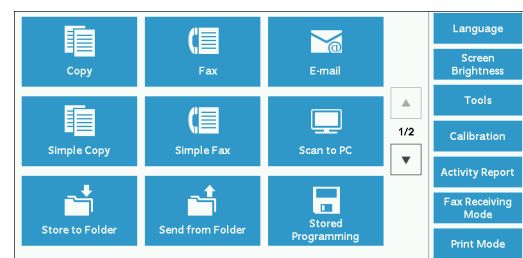 Copy
Fax
E-mail
Simple Copy
Simple Fax
Scan to PC
Store to Folder
Send from Folder
Stored
Programming
1/2
Language
Screen
Brightness
Tools
Calibration
Activity Report
Fax Receiving
Mode
Print Mode